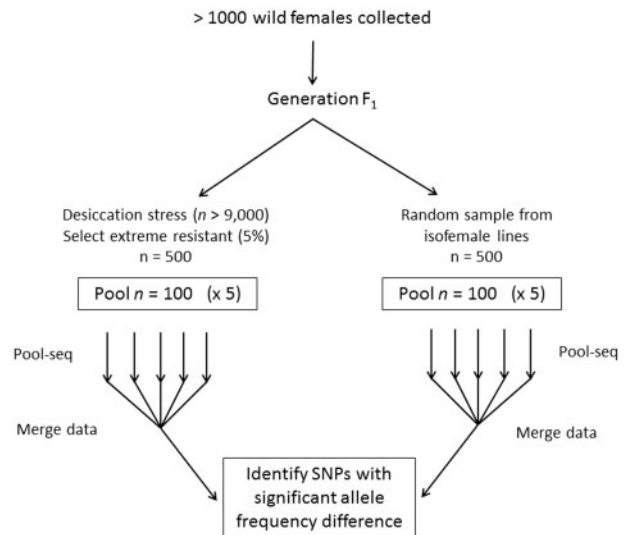 > 1000 wild females collected
Generation F₁
Desiccation stress (n > 9,000)
Select extreme resistant (5%)
n = 500
Pool n = 100 (x 5)
Random sample from
isofemale lines
n = 500
Pool n = 100 (x 5)
Pool-seq
Pool-seq
Merge data
Merge data
Identify SNPs with
significant allele
frequency difference